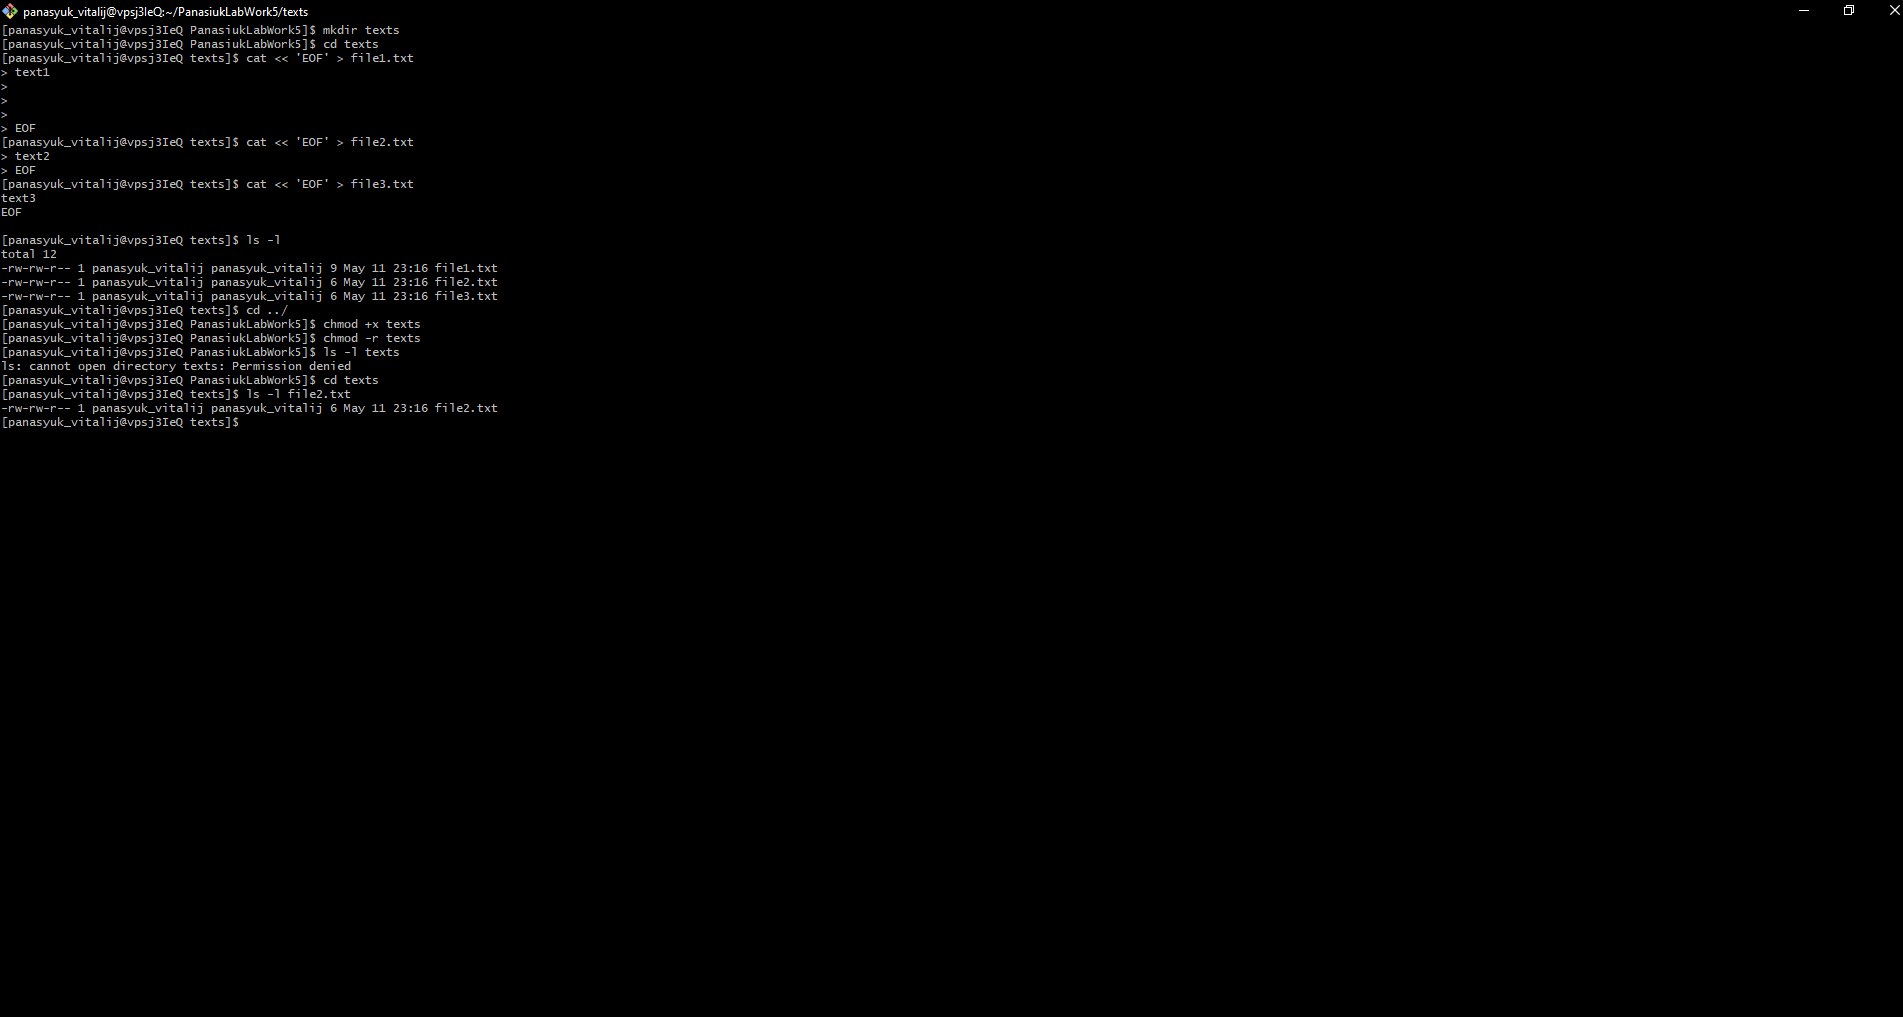 panasyuk_vitalij@vpsj3IeQ:~/PanasiukLabWork5/texts
[panasyuk_vitalij@vpsj3IeQ PanasiukLabWork5]$ mkdir texts
[panasyuk_vitalij@vpsj3IeQ PanasiukLabWork5]$ cd texts
[panasyuk_vitalij@vpsj3IeQ texts]$ cat << 'EOF' > file1.txt
> text1
>
>
>
> EOF
[panasyuk_vitalij@vpsj3IeQ texts]$ cat << 'EOF' > file2.txt
> text2
> EOF
[panasyuk_vitalij@vpsj3IeQ texts]$ cat << 'EOF' > file3.txt
text3
EOF

[panasyuk_vitalij@vpsj3IeQ texts]$ ls -l
total 12
-rw-rw-r-- 1 panasyuk_vitalij panasyuk_vitalij 9 May 11 23:16 file1.txt
-rw-rw-r-- 1 panasyuk_vitalij panasyuk_vitalij 6 May 11 23:16 file2.txt
-rw-rw-r-- 1 panasyuk_vitalij panasyuk_vitalij 6 May 11 23:16 file3.txt
[panasyuk_vitalij@vpsj3IeQ texts]$ cd ../
[panasyuk_vitalij@vpsj3IeQ PanasiukLabWork5]$ chmod +x texts
[panasyuk_vitalij@vpsj3IeQ PanasiukLabWork5]$ chmod -r texts
[panasyuk_vitalij@vpsj3IeQ PanasiukLabWork5]$ ls -l texts
ls: cannot open directory texts: Permission denied
[panasyuk_vitalij@vpsj3IeQ PanasiukLabWork5]$ cd texts
[panasyuk_vitalij@vpsj3IeQ texts]$ ls -l file2.txt
-rw-rw-r-- 1 panasyuk_vitalij panasyuk_vitalij 6 May 11 23:16 file2.txt
[panasyuk_vitalij@vpsj3IeQ texts]$